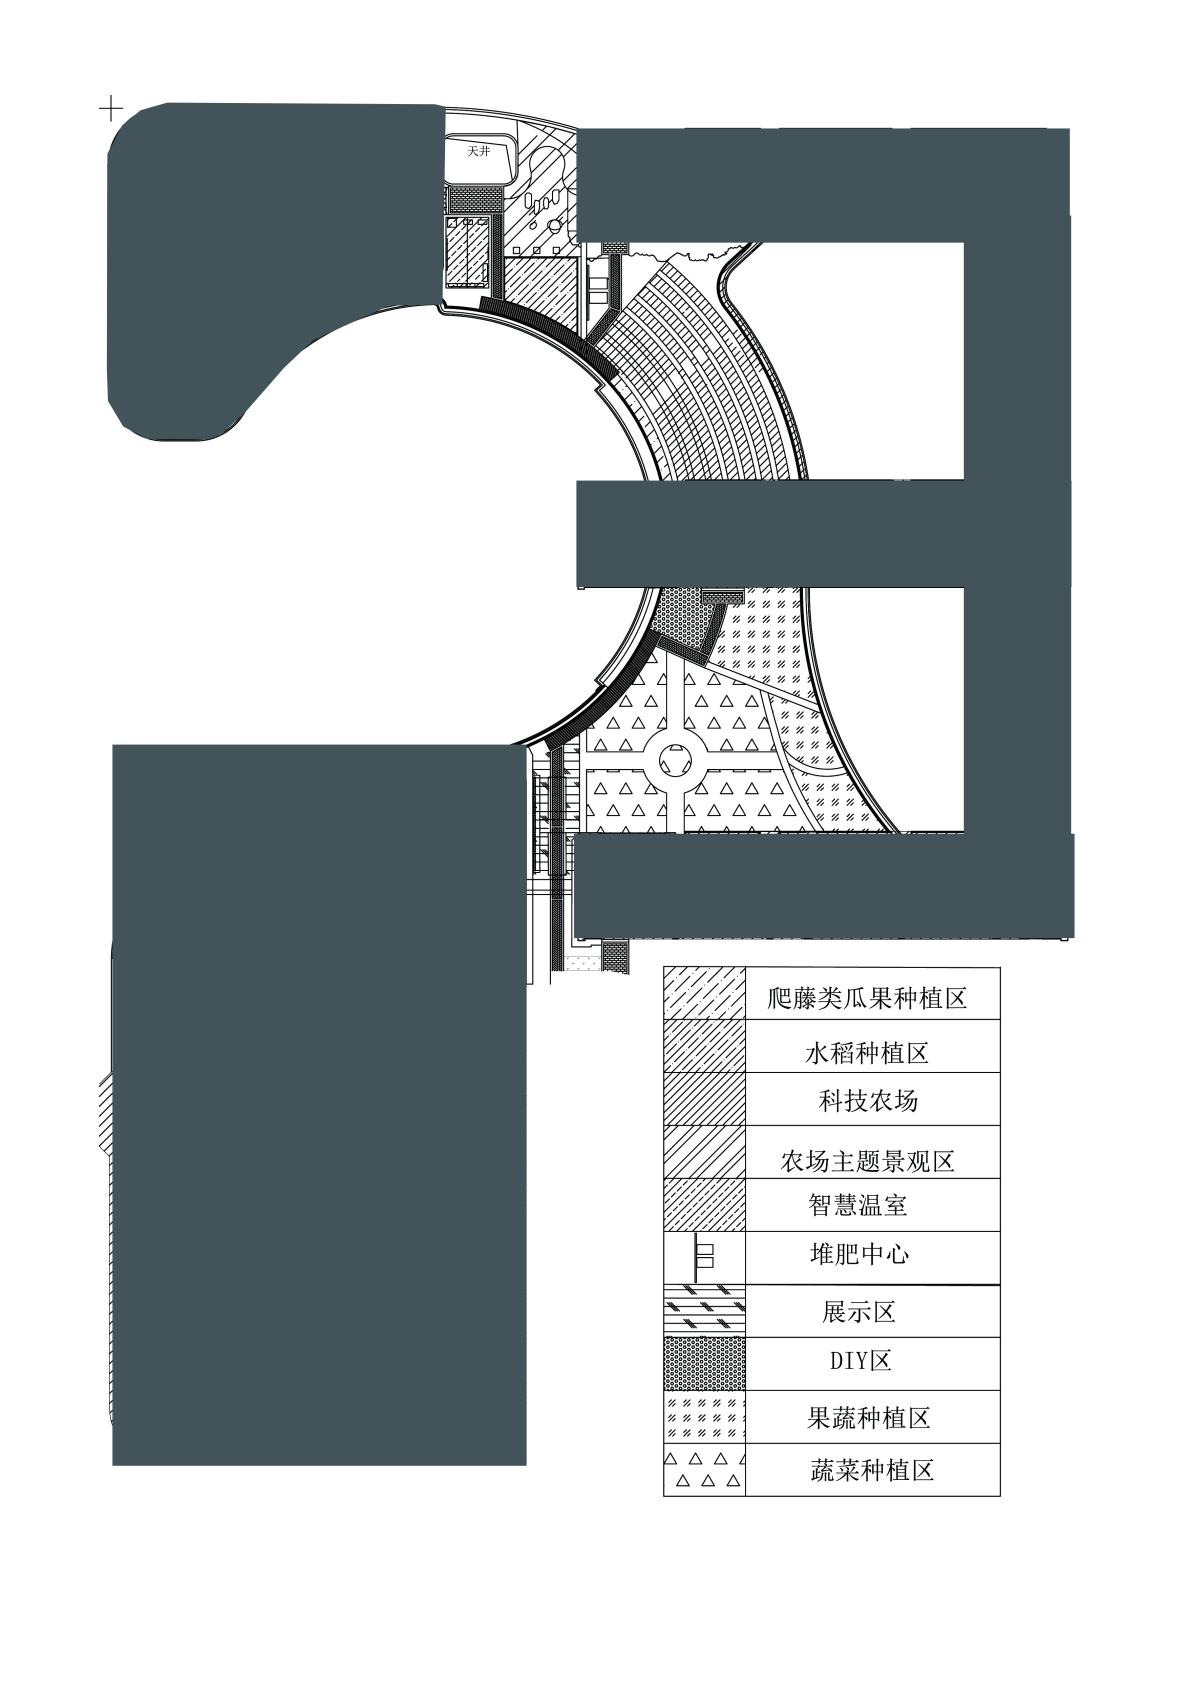 天井
爬藤类瓜果种植区
水稻种植区
科技农场
农场主题景观区
智慧温室
堆肥中心
展示区
DIY区
果蔬种植区
蔬菜种植区